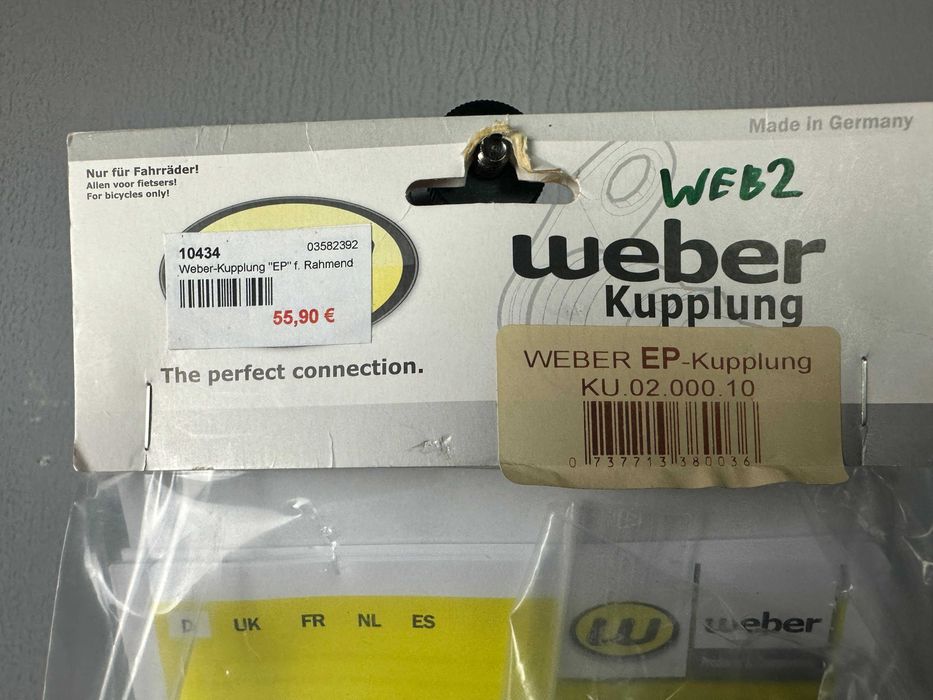 Made in Germany
Nur für Fahrräder!
Allen voor fietsers!
For bicycles only!
WEB2
weber
Kupplung
10434 03582392
Weber-Kupplung "EP" f. Rahmend
55,90 €
The perfect connection.
WEBER EP-Kupplung
KU.02.000.10
0 737713 380036
D UK FR NL ES
weber